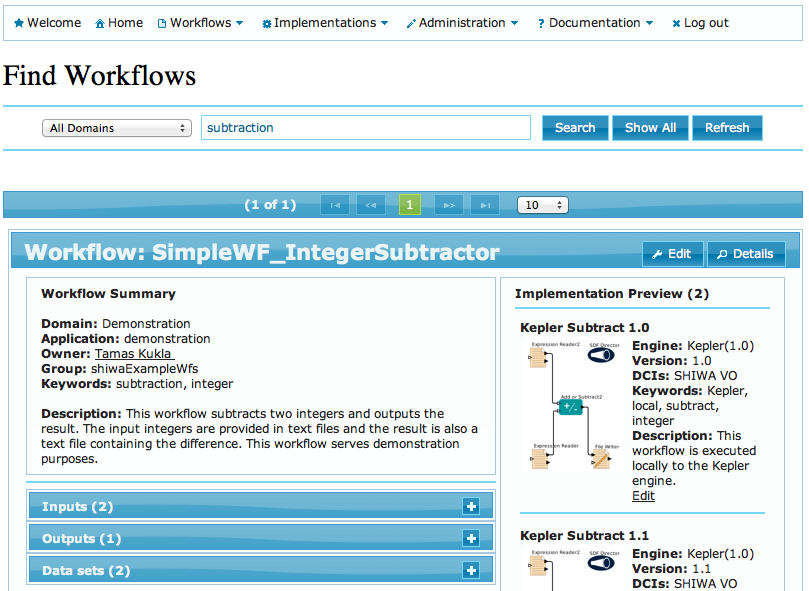 Welcome Home Workflows Implementations Administration ? Documentation Log out
Find Workflows
All Domains subtraction Search Show All Refresh
(1 of 1) 1 10
Workflow: SimpleWF_IntegerSubtractor Edit Details
Workflow Summary
Domain: Demonstration
Application: demonstration
Owner: Tamas Kukla
Group: shiwaExampleWfs
Keywords: subtraction, integer
Description: This workflow subtracts two integers and outputs the
result. The input integers are provided in text files and the result is also a
text file containing the difference. This workflow serves demonstration
purposes.
Inputs (2)
Outputs (1)
Data sets (2)
Implementation Preview (2)
Kepler Subtract 1.0
Expression Reader2 SDF Director
Add or Subtract2
Expression Reader File Writer
Engine: Kepler(1.0)
Version: 1.0
DCIs: SHIWA VO
Keywords: Kepler,
local, subtract,
integer
Description: This
workflow is executed
locally to the Kepler
engine.
Edit
Kepler Subtract 1.1
Expression Reader2 SDF Director
Engine: Kepler(1.0)
Version: 1.1
DCIs: SHIWA VO